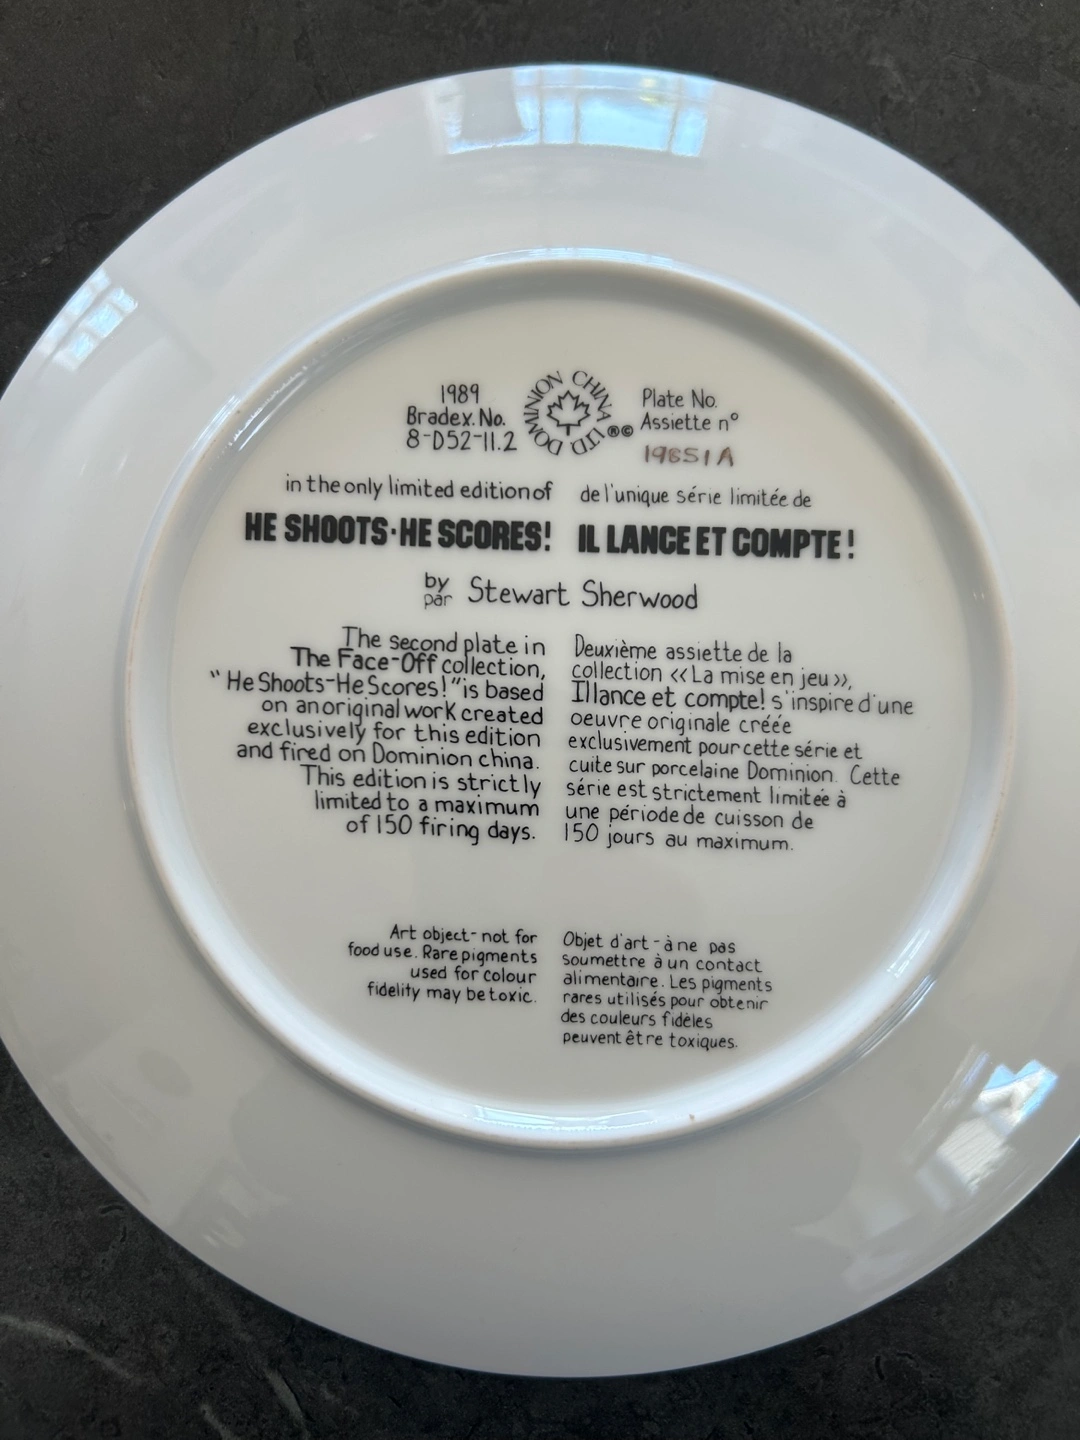 1989
Bradex. No.
8-D52-11.2
DOMINION CHINA LTD.
®©
Plate No.
Assiette nº
19851A
in the only limited edition of
HE SHOOTS·HE SCORES!
de l'unique série limitée de
IL LANCE ET COMPTE!
by
par
Stewart Sherwood
The second plate in
The Face-Off collection,
"He Shoots-He Scores!" is based
on an original work created
exclusively for this edition
and fired on Dominion china.
This edition is strictly
limited to a maximum
of 150 firing days.
Deuxième assiette de la
collection «La mise en jeu»,
Il lance et compte! s'inspire d'une
oeuvre originale créée
exclusivement pour cette série et
cuite sur porcelaine Dominion. Cette
série est strictement limitée à
une période de cuisson de
150 jours au maximum.
Art object-not for
food use. Rare pigments
used for colour
fidelity may be toxic.
Objet d'art-à ne pas
soumettre à un contact
alimentaire. Les pigments
rares utilisés pour obtenir
des couleurs fidèles
peuvent être toxiques.